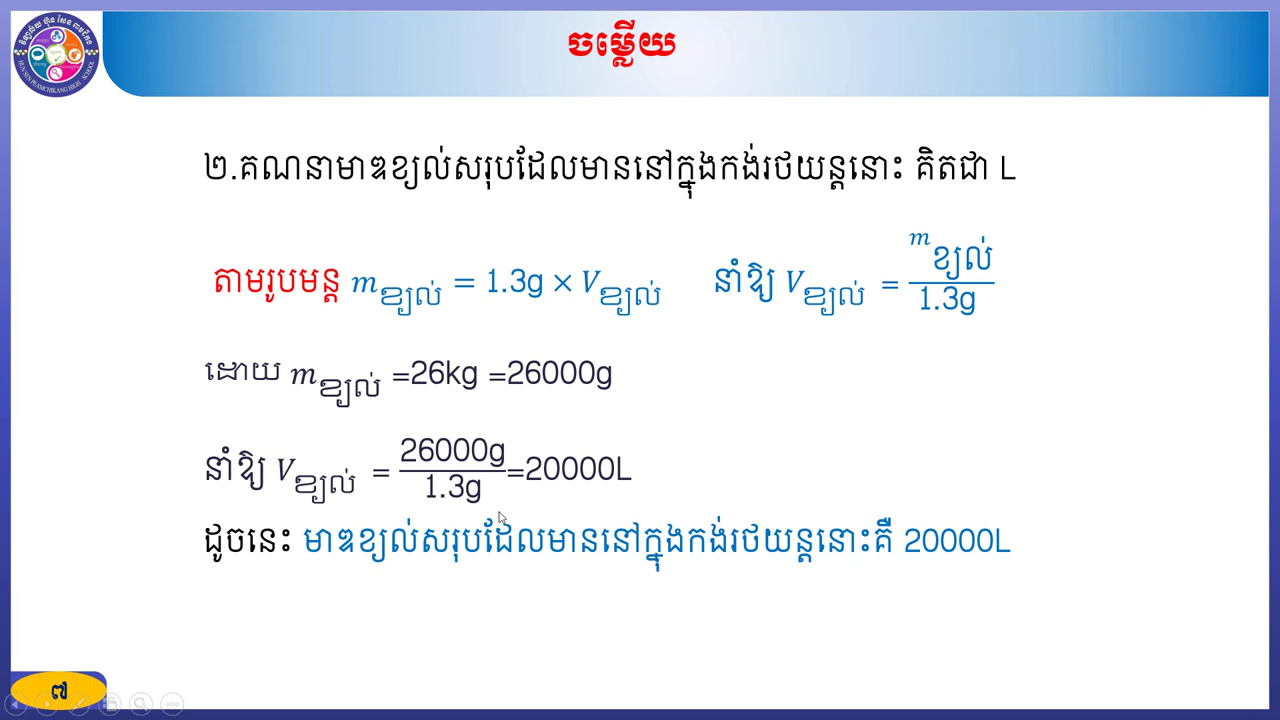 ចម្លើយ
២.គណនាមាឌខ្យល់សរុបដែលមាននៅក្នុងកង់រថយន្តនោះ គិតជា L
តាមរូបមន្ត m ខ្យល់ = 1.3g × V ខ្យល់ នាំឱ្យ V ខ្យល់ = m ខ្យល់ / 1.3g
ដោយ m ខ្យល់ =26kg =26000g
នាំឱ្យ V ខ្យល់ = 26000g / 1.3g =20000L
ដូចនេះ មាឌខ្យល់សរុបដែលមាននៅក្នុងកង់រថយន្តនោះគឺ 20000L
៧